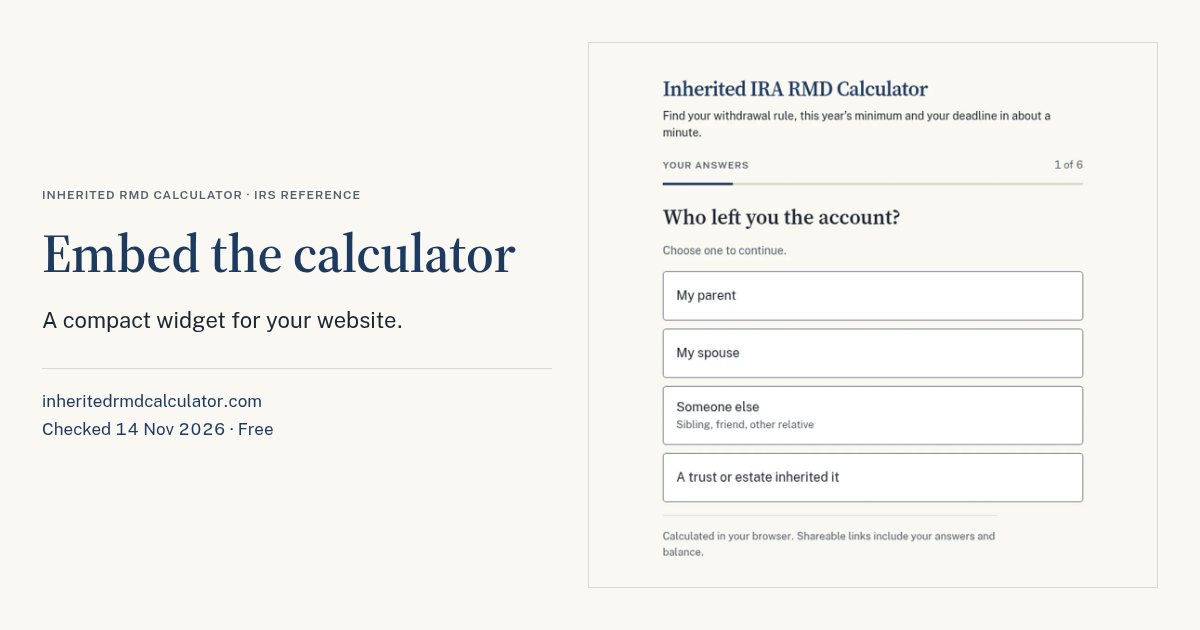 INHERITED RMD CALCULATOR · IRS REFERENCE
Embed the calculator
A compact widget for your website.
inheritedrmdcalculator.com
Checked 14 Nov 2026 · Free
Inherited IRA RMD Calculator
Find your withdrawal rule, this year's minimum and your deadline in about a
minute.
YOUR ANSWERS
1 of 6
Who left you the account?
Choose one to continue.
My parent
My spouse
Someone else
Sibling, friend, other relative
A trust or estate inherited it
Calculated in your browser. Shareable links include your answers and
balance.